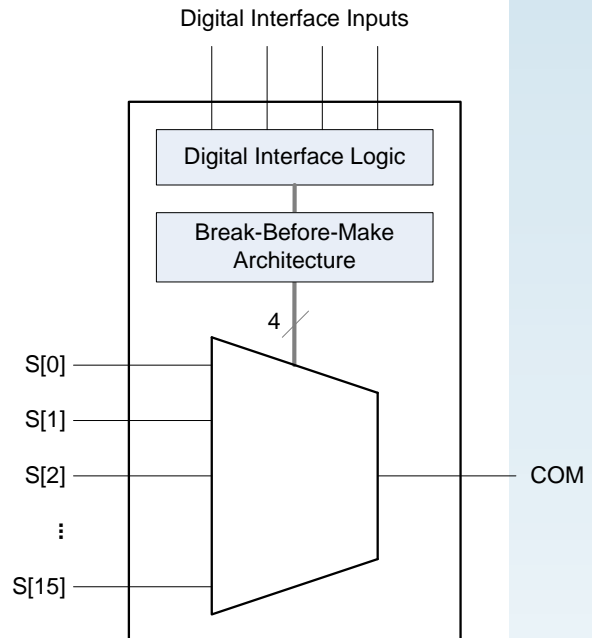 Digital Interface Inputs
Digital Interface Logic
Break-Before-Make
Architecture
4
S[0]
S[1]
S[2]
COM
...
S[15]